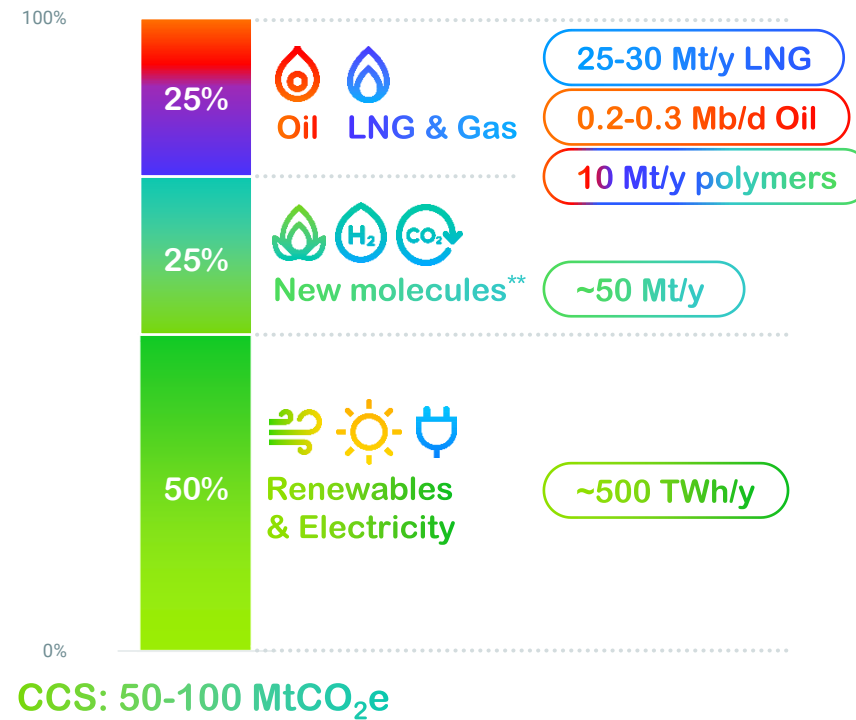 100%
25%
Oil
LNG & Gas
25-30 Mt/y LNG
0.2-0.3 Mb/d Oil
10 Mt/y polymers
25%
H₂
CO₂
New molecules**
~50 Mt/y
50%
Renewables
& Electricity
~500 TWh/y
0%
CCS: 50-100 MtCO₂e